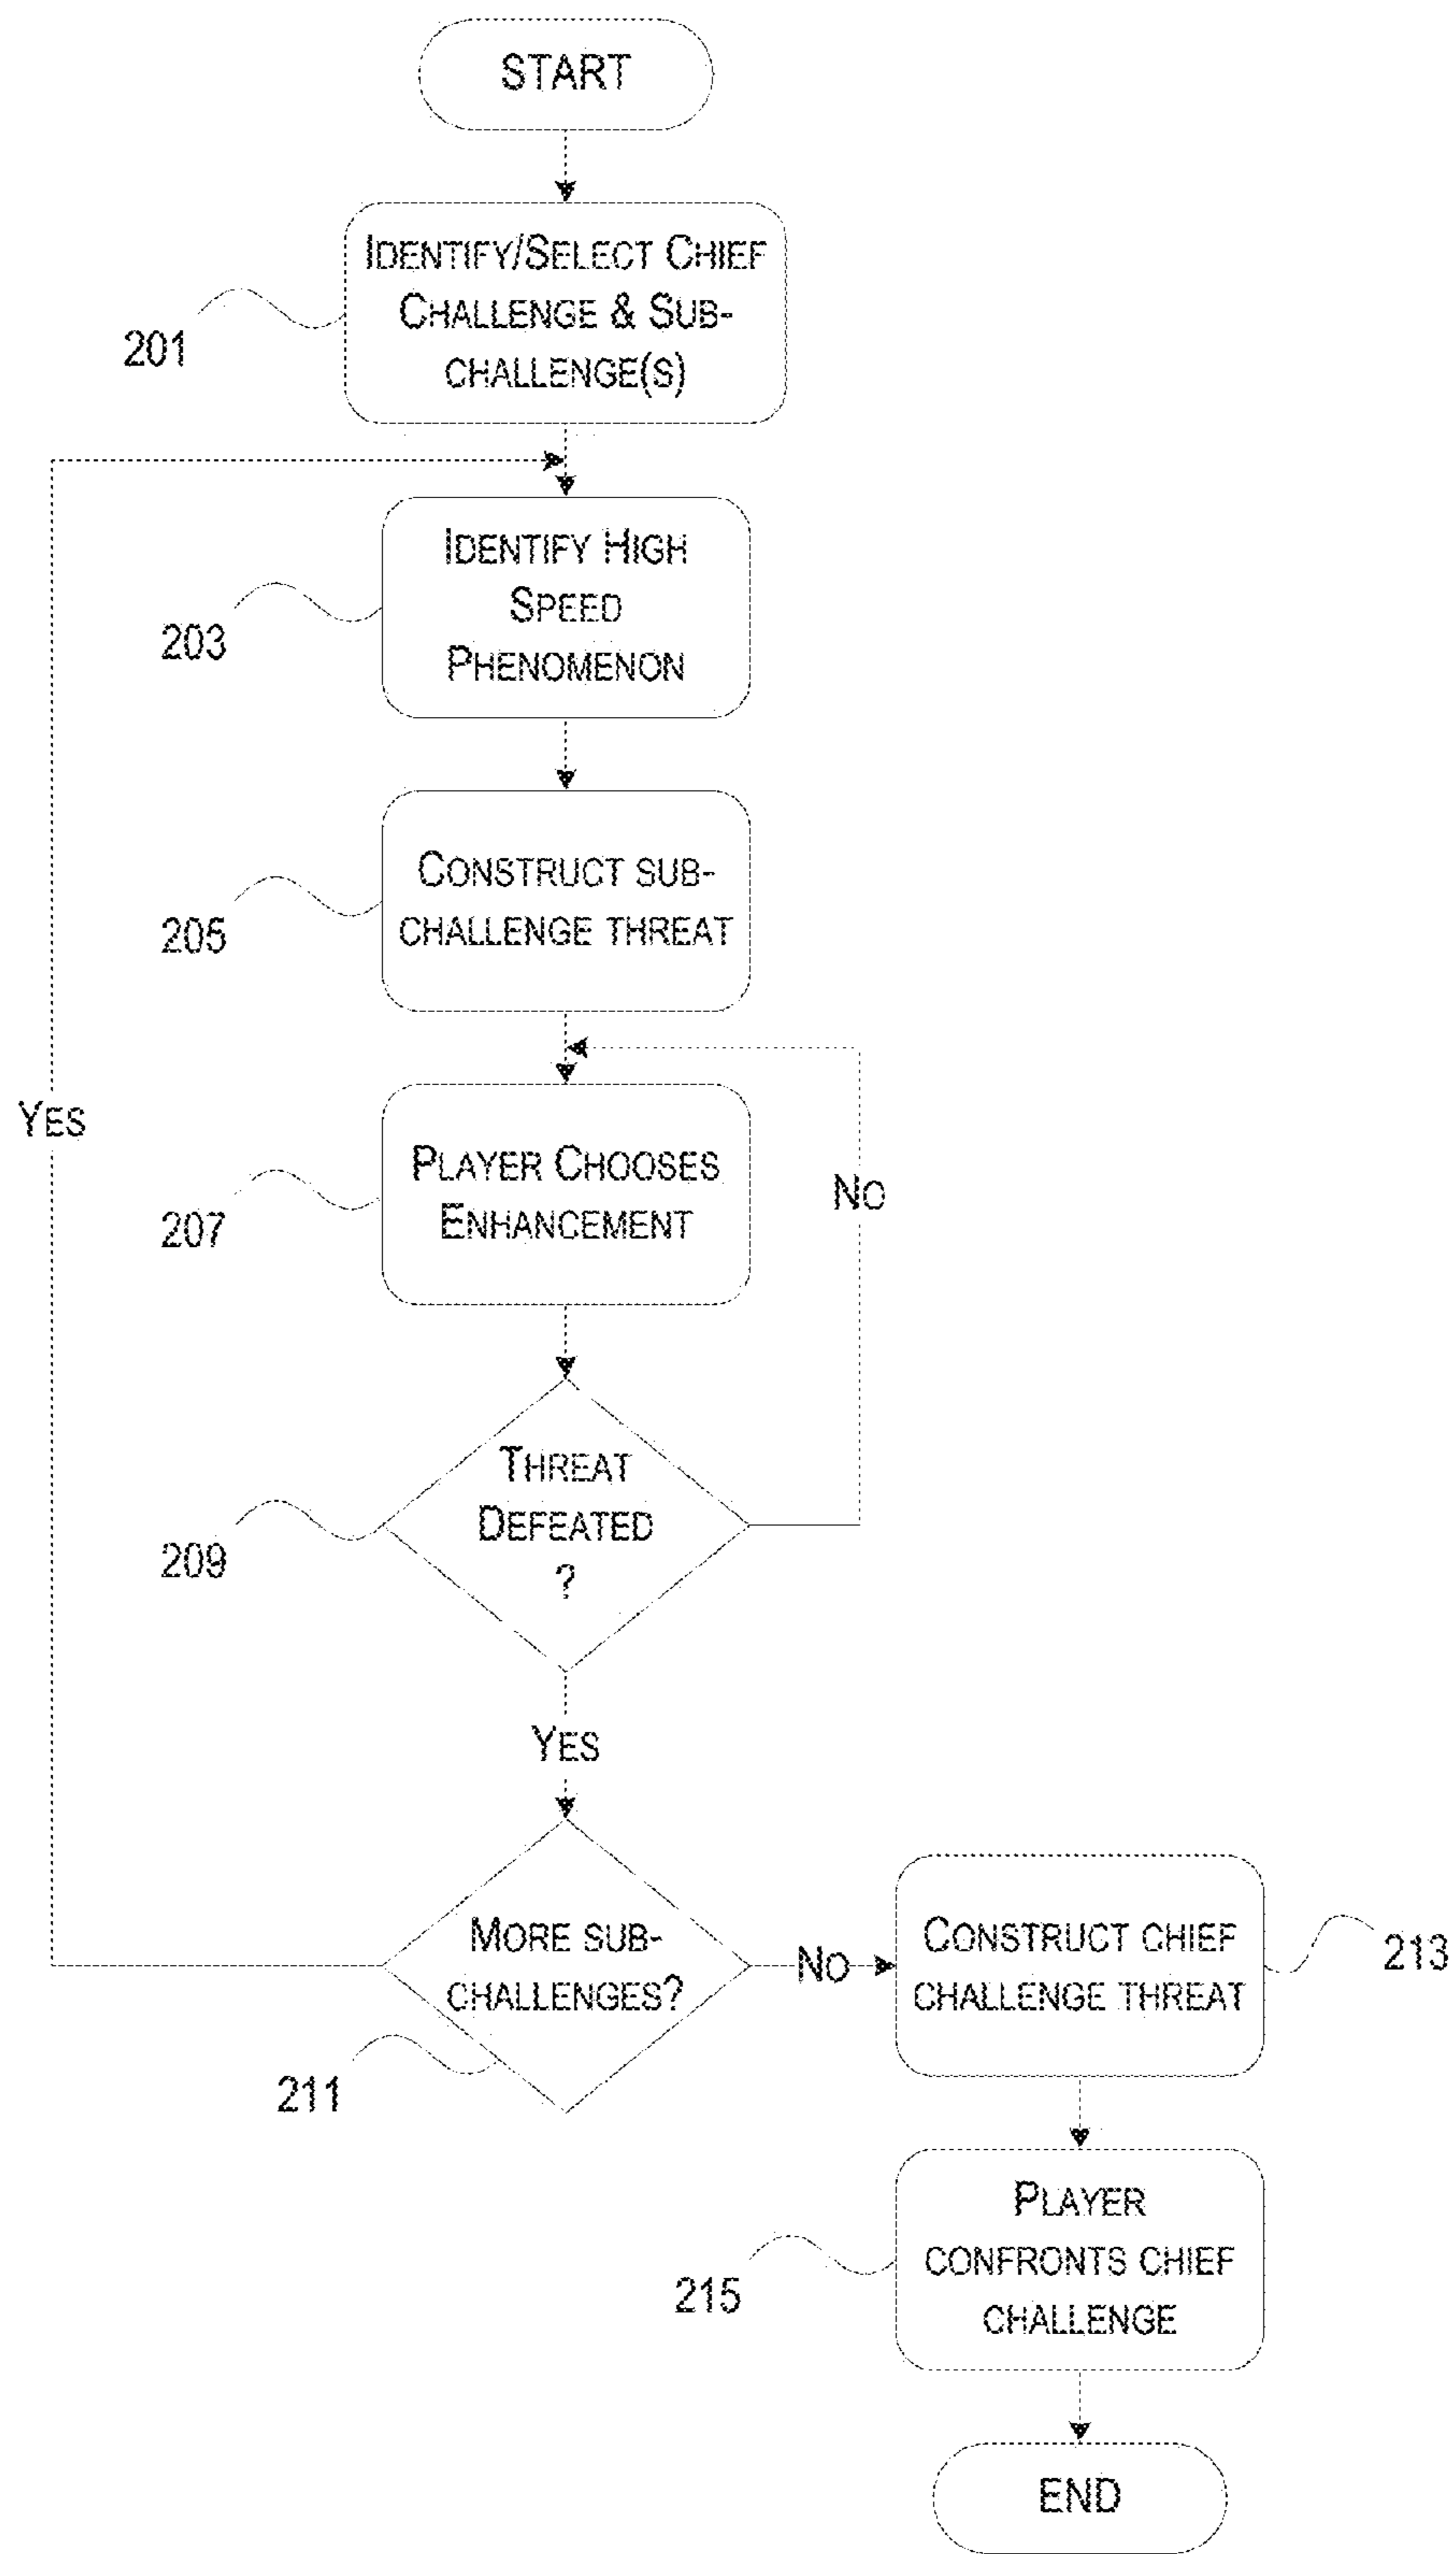 START
IDENTIFY/SELECT CHIEF
CHALLENGE & SUB-
CHALLENGE(S)
201
IDENTIFY HIGH
SPEED
PHENOMENON
203
CONSTRUCT SUB-
CHALLENGE THREAT
205
YES
PLAYER CHOOSES
ENHANCEMENT
NO
207
THREAT
DEFEATED
?
209
YES
MORE SUB-
CHALLENGES?
211
NO
CONSTRUCT CHIEF
CHALLENGE THREAT
213
PLAYER
CONFRONTS CHIEF
CHALLENGE
215
END